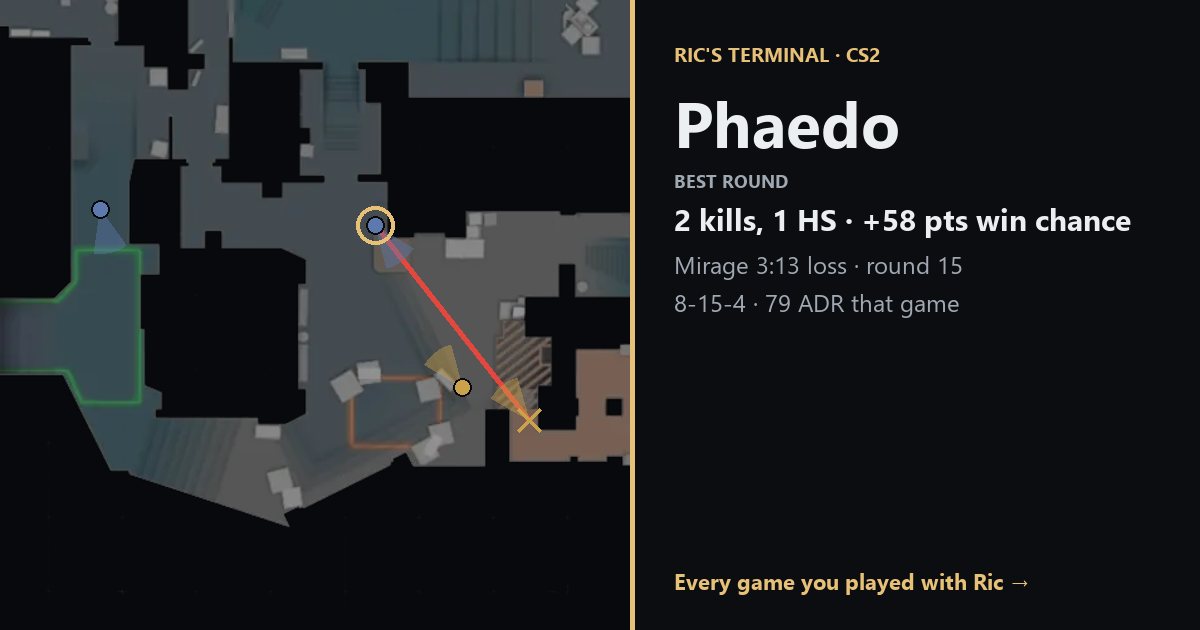 RIC'S TERMINAL · CS2
Phaedo
BEST ROUND
2 kills, 1 HS · +58 pts win chance
Mirage 3:13 loss · round 15
8-15-4 · 79 ADR that game
Every game you played with Ric →